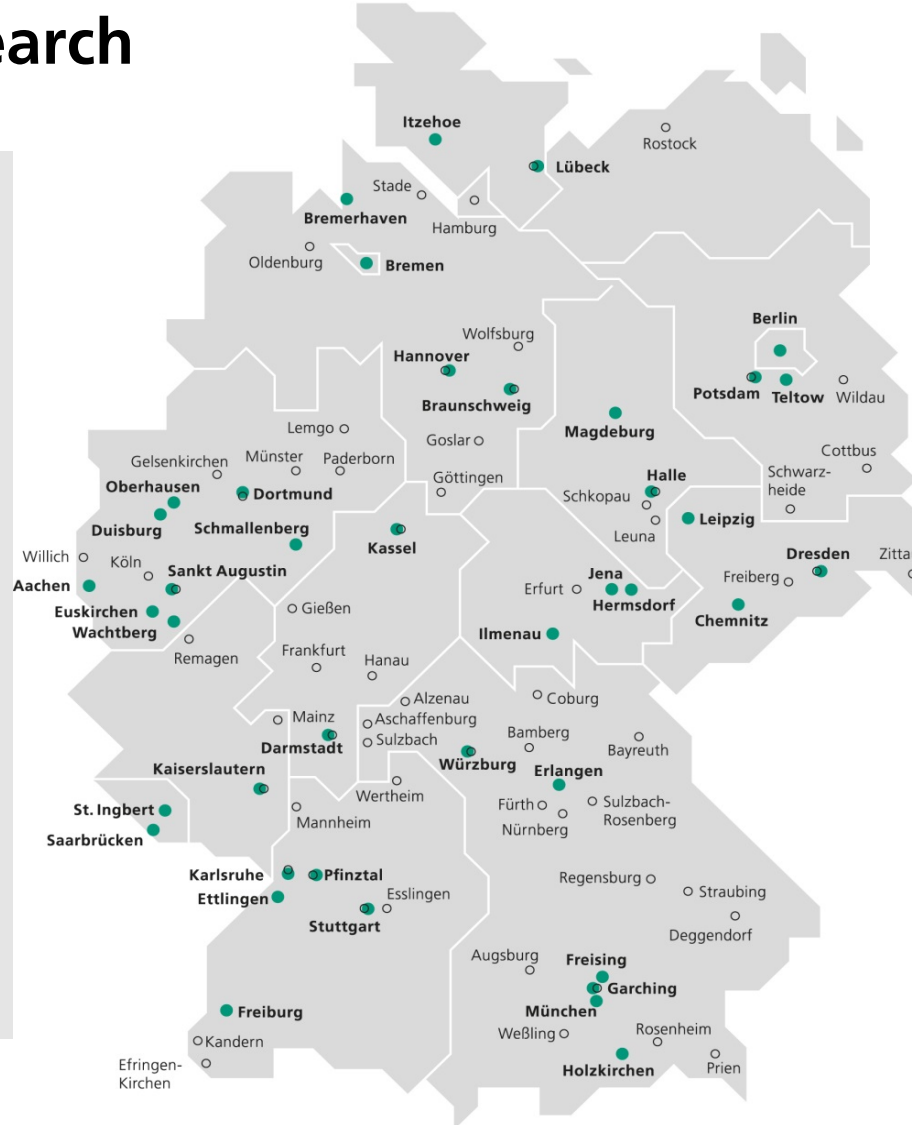 earch
Itzehoe
Rostock
Lübeck
Stade
Bremerhaven
Hamburg
Oldenburg
Bremen
Berlin
Wolfsburg
Hannover
Potsdam
Teltow
Wildau
Braunschweig
Lemgo
Goslar
Magdeburg
Gelsenkirchen
Münster
Paderborn
Göttingen
Cottbus
Oberhausen
Dortmund
Halle
Schwarz-
heide
Schkopau
Duisburg
Schmallenberg
Leipzig
Leuna
Kassel
Willich
Köln
Dresden
Zitta
Aachen
Sankt Augustin
Jena
Freiberg
Erfurt
Hermsdorf
Euskirchen
Gießen
Chemnitz
Wachtberg
Ilmenau
Remagen
Frankfurt
Hanau
Alzenau
Coburg
Mainz
Aschaffenburg
Bamberg
Darmstadt
Sulzbach
Bayreuth
Würzburg
Kaiserslautern
Erlangen
Wertheim
St. Ingbert
Fürth
Sulzbach-
Rosenberg
Mannheim
Nürnberg
Saarbrücken
Karlsruhe
Pfinztal
Regensburg
Straubing
Ettlingen
Esslingen
Stuttgart
Deggendorf
Augsburg
Freising
Garching
Freiburg
München
Kandern
Weßling
Rosenheim
Efringen-
Kirchen
Holzkirchen
Prien